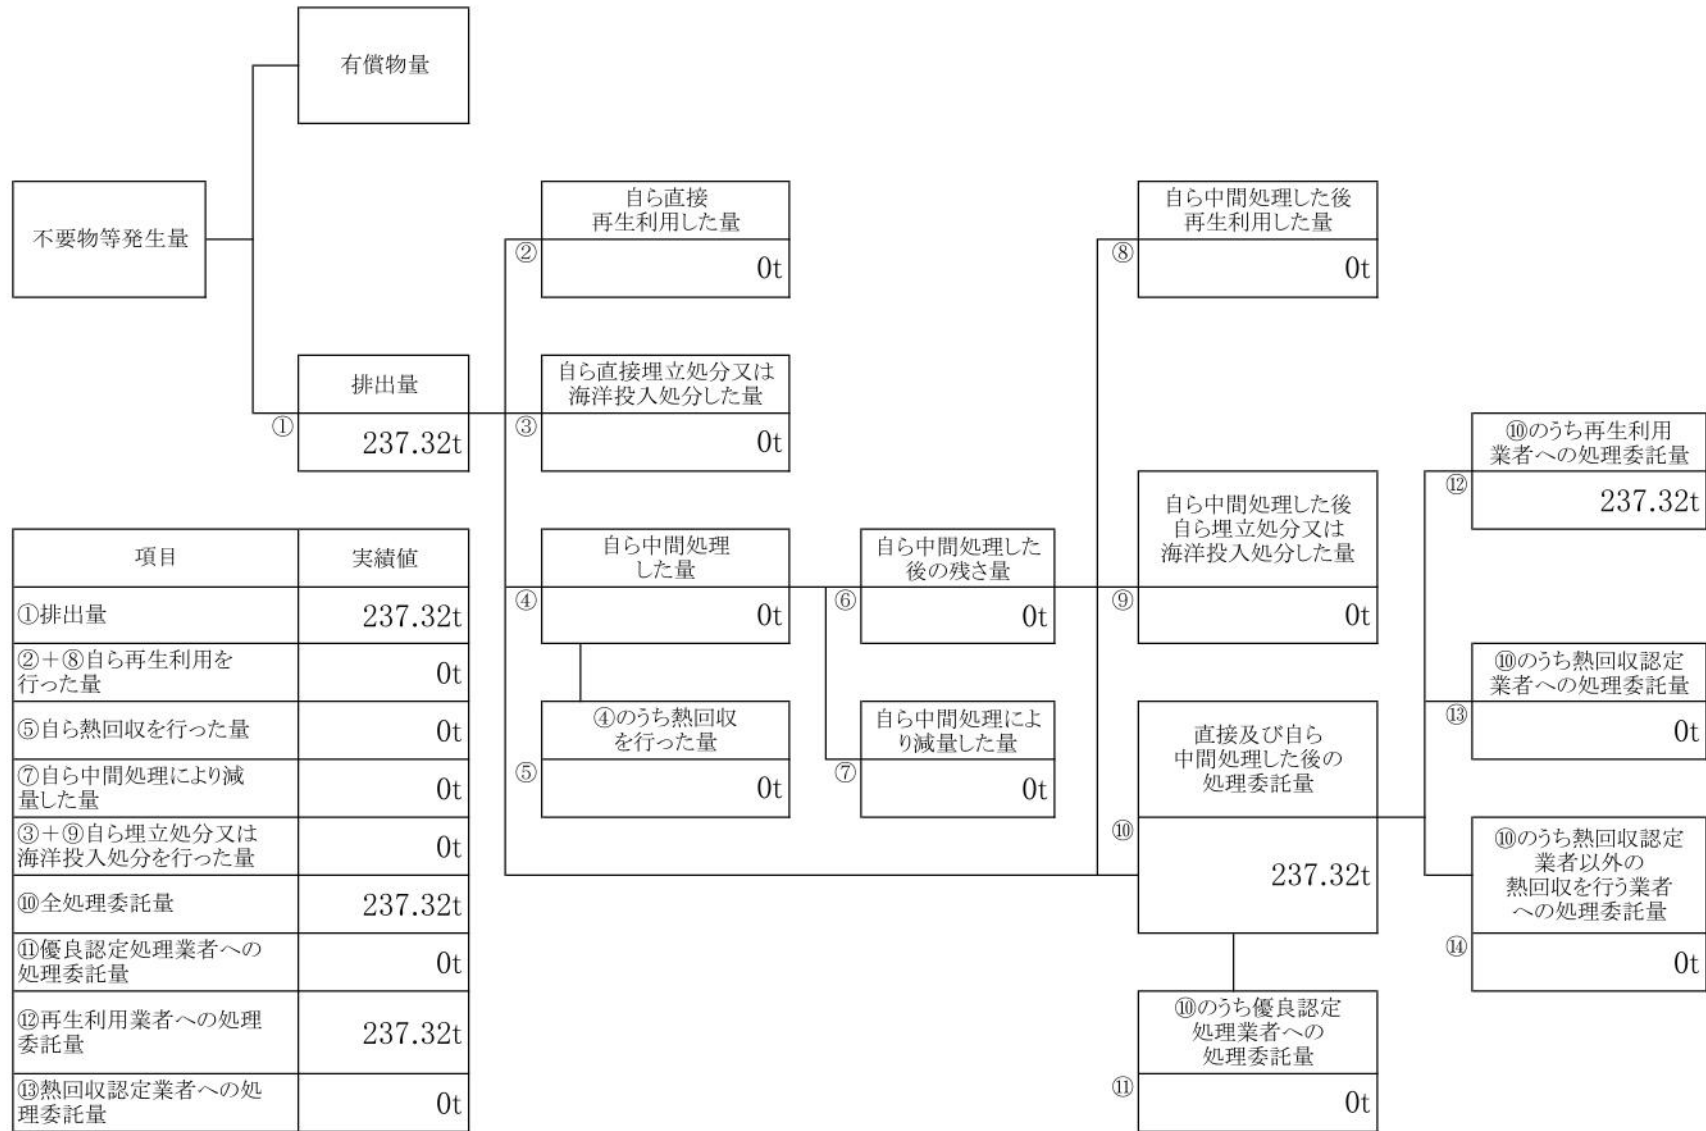 有償物量
不要物等発生量
自ら直接
再生利用した量
②
0t
自ら中間処理した後
再生利用した量
⑧
0t
排出量
①
237.32t
自ら直接埋立処分又は
海洋投入処分した量
③
0t
⑩のうち再生利用
業者への処理委託量
⑫
237.32t
自ら中間処理
した量
④
0t
自ら中間処理した
後の残さ量
⑥
0t
自ら中間処理した後
自ら埋立処分又は
海洋投入処分した量
⑨
0t
⑩のうち熱回収認定
業者への処理委託量
⑬
0t
④のうち熱回収
を行った量
⑤
0t
自ら中間処理によ
り減量した量
⑦
0t
直接及び自ら
中間処理した後の
処理委託量
⑩
237.32t
⑩のうち熱回収認定
業者以外の
熱回収を行う業者
への処理委託量
⑭
0t
⑩のうち優良認定
処理業者への
処理委託量
⑪
0t
項目 実績値
①排出量 237.32t
②+⑧自ら再生利用を
行った量 0t
⑤自ら熱回収を行った量 0t
⑦自ら中間処理により減
量した量 0t
③+⑨自ら埋立処分又は
海洋投入処分を行った量 0t
⑩全処理委託量 237.32t
⑪優良認定処理業者への
処理委託量 0t
⑫再生利用業者への処理
委託量 237.32t
⑬熱回収認定業者への処
理委託量 0t